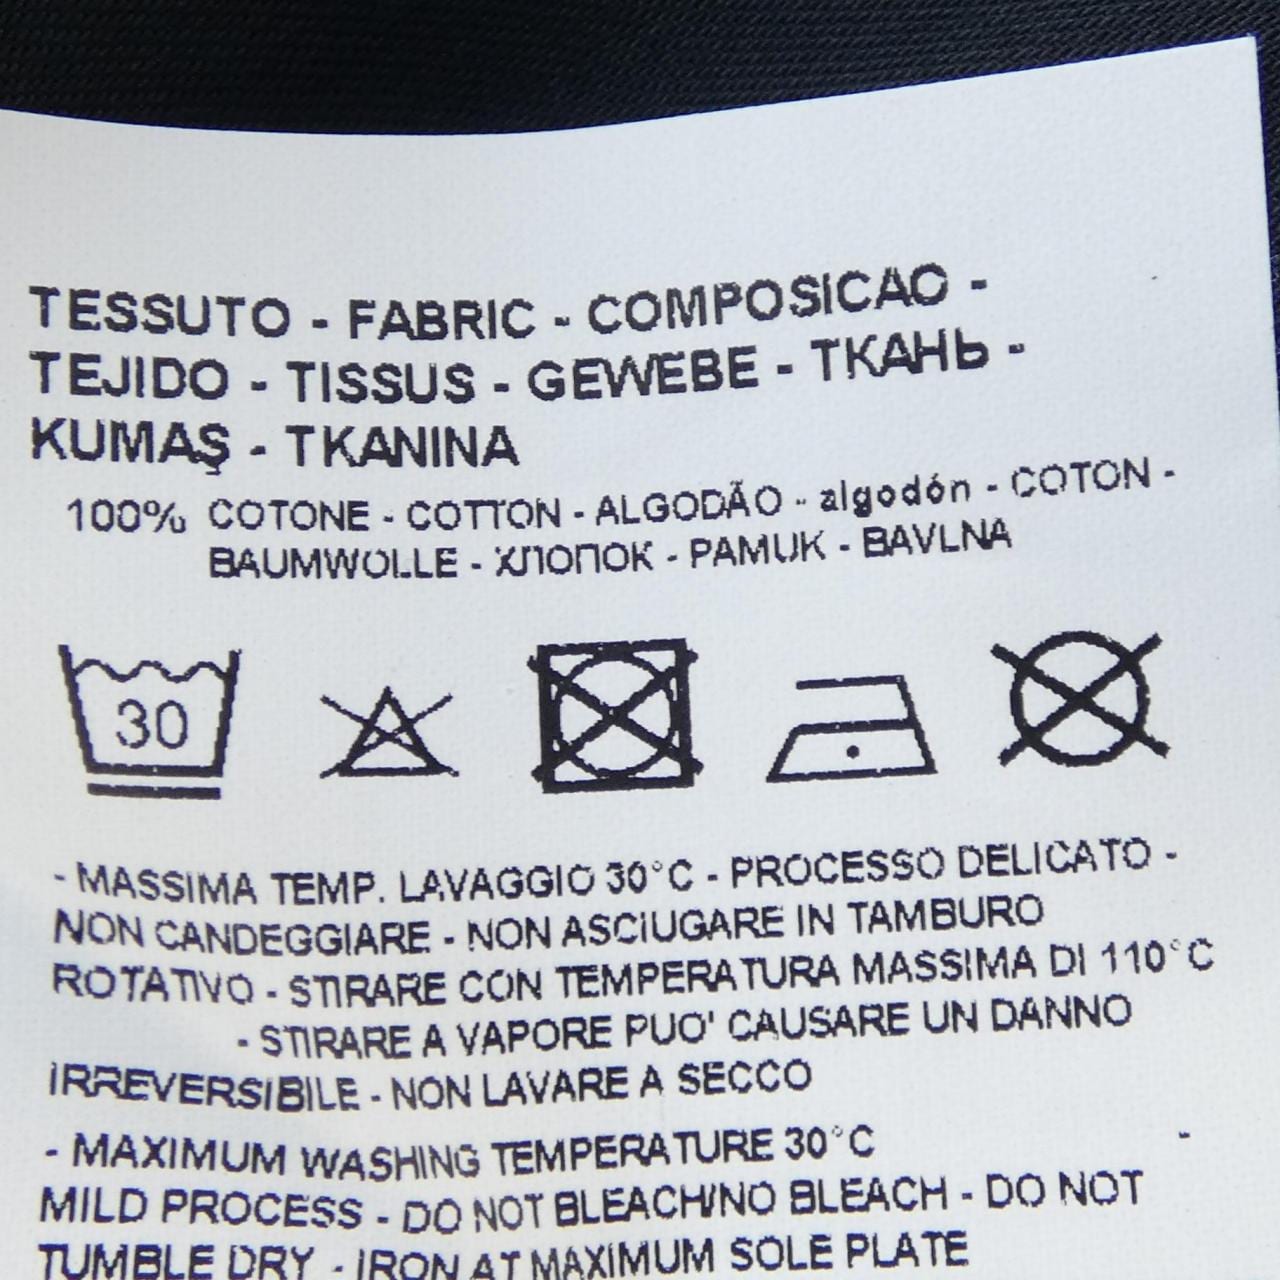 TESSUTO - FABRIC - COMPOSICAO -
TEJIDO - TISSUS - GEWEBE - ТКАНЬ -
KUMAŞ - TKANINA
100% COTONE - COTTON - ALGODÃO - algodón - COTON -
BAUMWOLLE - ХЛОПОК - PAMUK - BAVLNA
30
- MASSIMA TEMP. LAVAGGIO 30°C - PROCESSO DELICATO -
NON CANDEGGIARE - NON ASCIUGARE IN TAMBURO
ROTATIVO - STIRARE CON TEMPERATURA MASSIMA DI 110°C
- STIRARE A VAPORE PUO' CAUSARE UN DANNO
IRREVERSIBILE - NON LAVARE A SECCO
- MAXIMUM WASHING TEMPERATURE 30°C -
MILD PROCESS - DO NOT BLEACH/NO BLEACH - DO NOT
TUMBLE DRY - IRON AT MAXIMUM SOLE PLATE